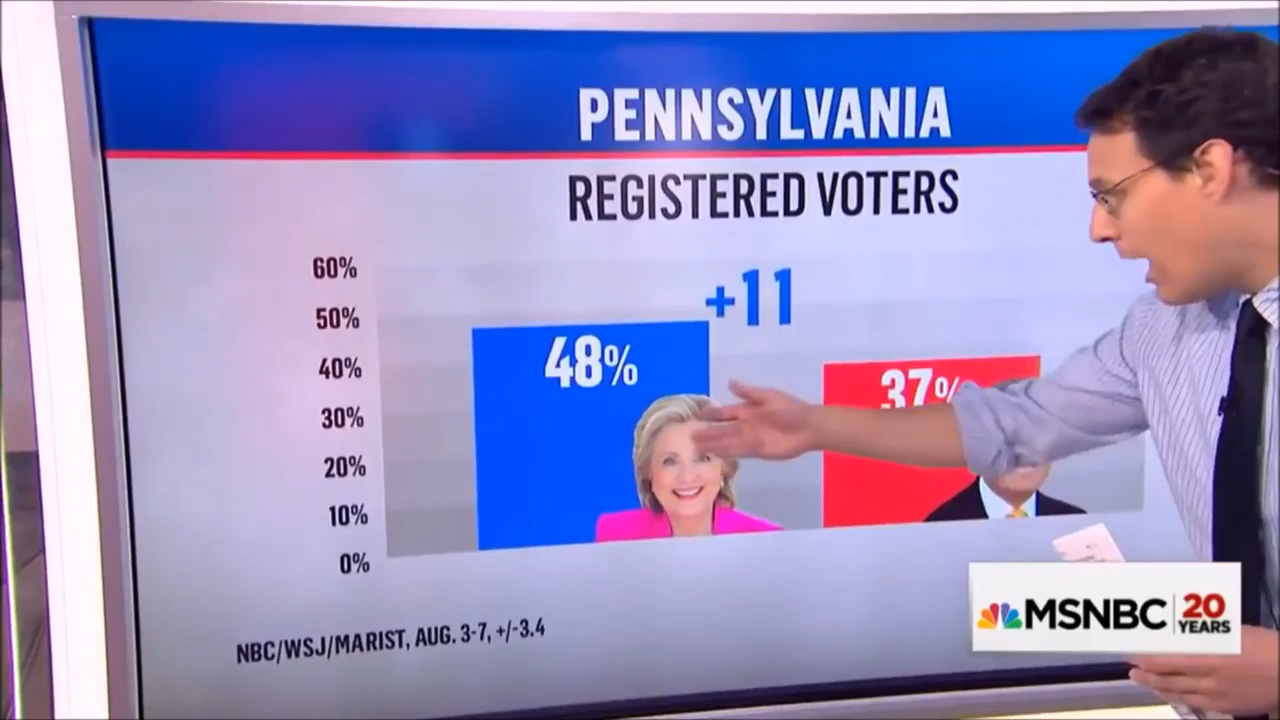 PENNSYLVANIA
REGISTERED VOTERS
60%
50%
40%
30%
20%
10%
0%
+11
48%
37%
NBC/WSJ/MARIST, AUG. 3-7, +/-3.4
MSNBC 20 YEARS